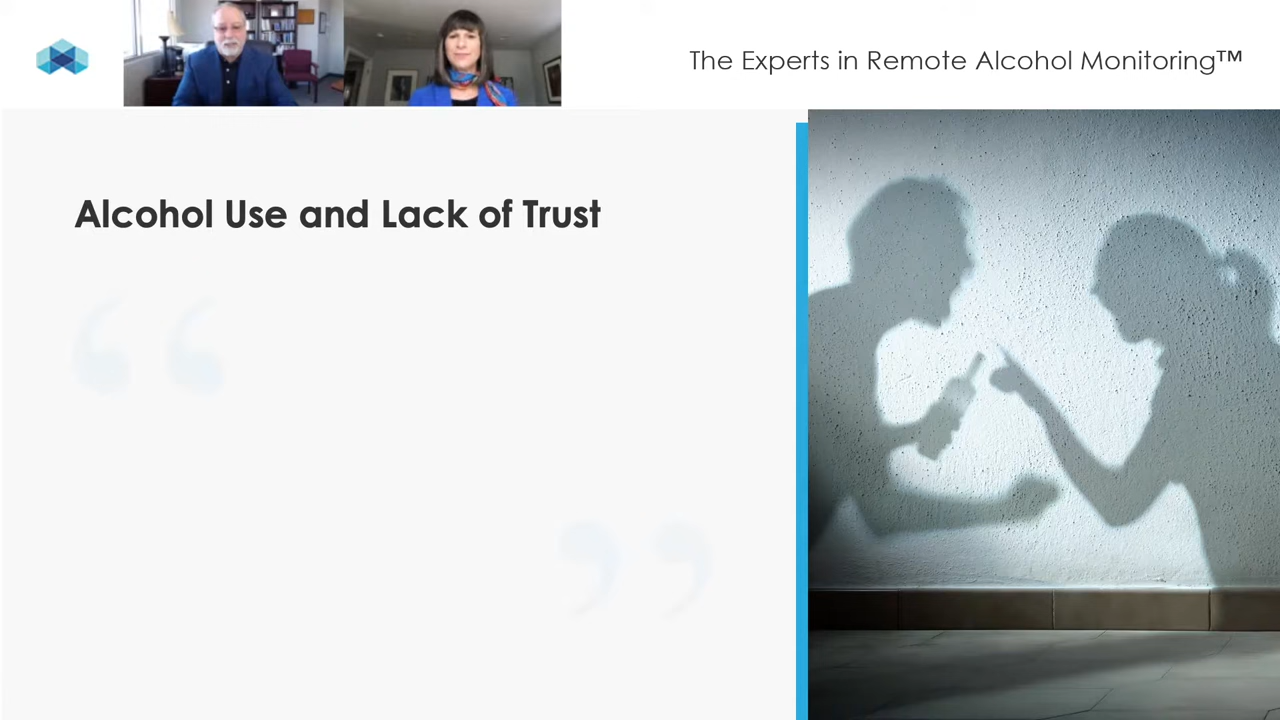 The Experts in Remote Alcohol Monitoring™
Alcohol Use and Lack of Trust
“
”